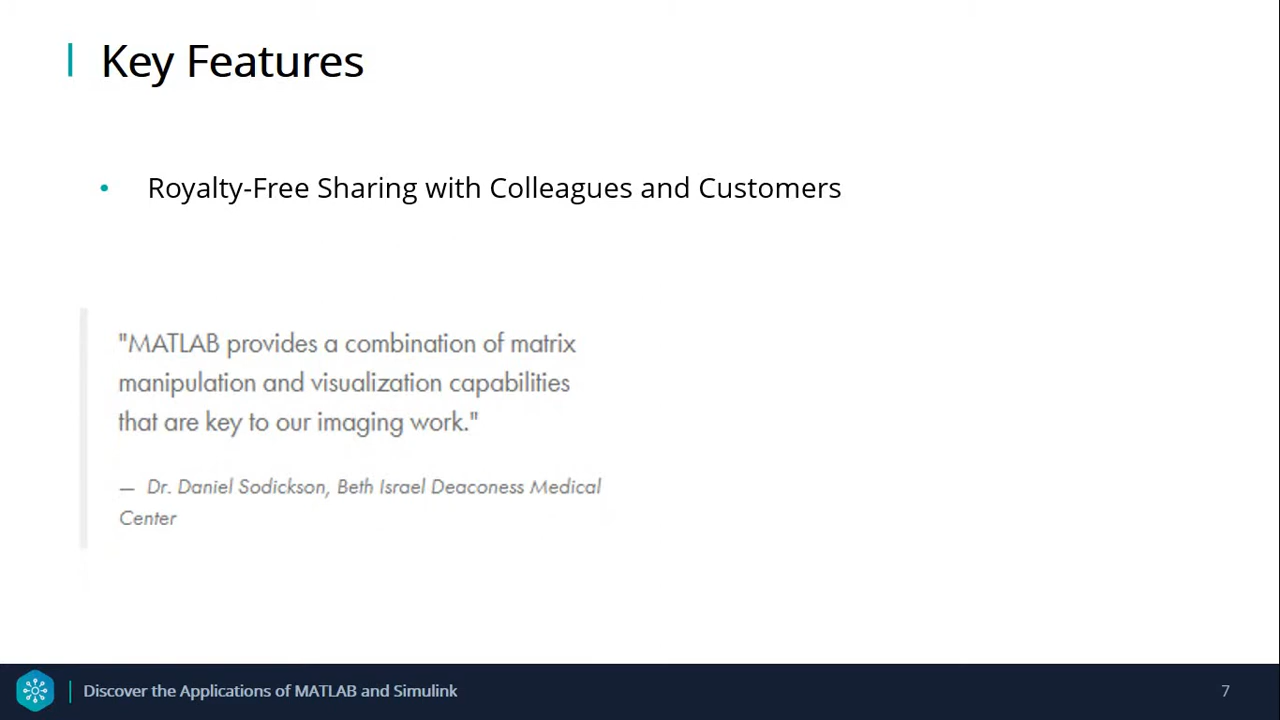 Key Features
• Royalty-Free Sharing with Colleagues and Customers
"MATLAB provides a combination of matrix
manipulation and visualization capabilities
that are key to our imaging work."
— Dr. Daniel Sodickson, Beth Israel Deaconess Medical
Center
Discover the Applications of MATLAB and Simulink
7